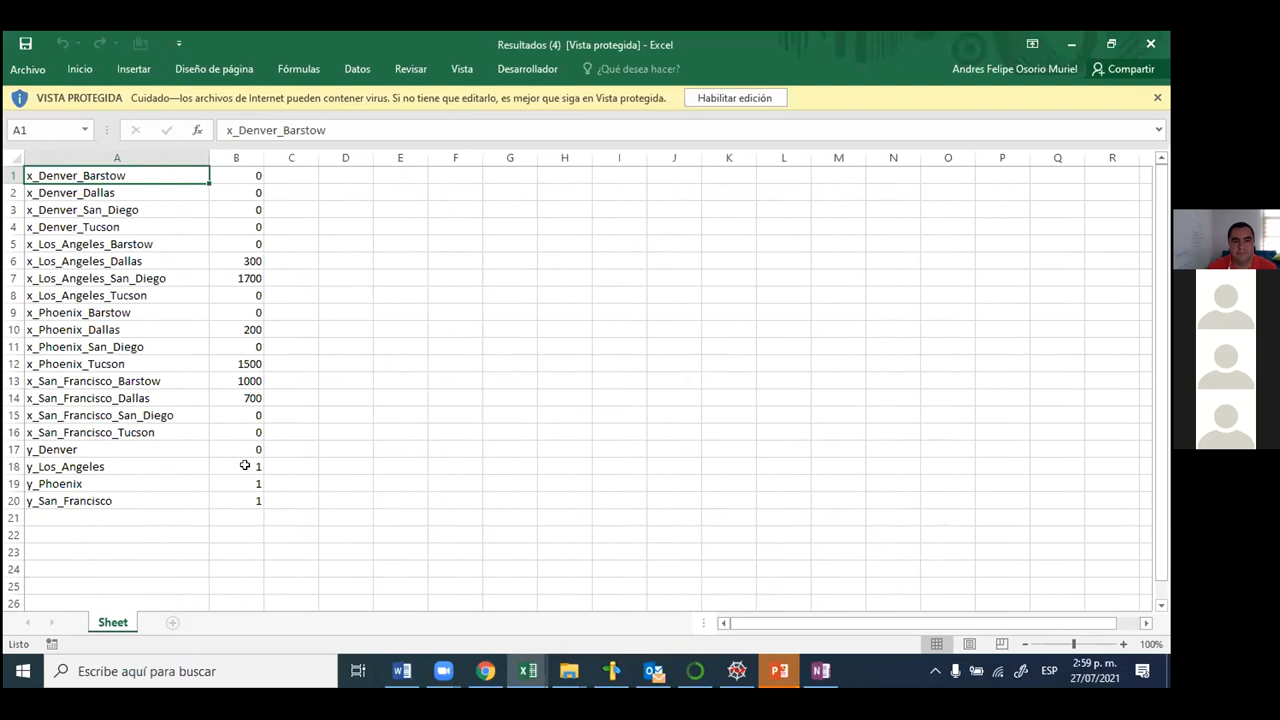 Resultados (4) [Vista protegida] - Excel
Archivo Inicio Insertar Diseño de página Fórmulas Datos Revisar Vista Desarrollador ¿Qué desea hacer? Andres Felipe Osorio Muriel Compartir
VISTA PROTEGIDA Cuidado—los archivos de Internet pueden contener virus. Si no tiene que editarlo, es mejor que siga en Vista protegida. Habilitar edición
A1 fx x_Denver_Barstow
A B C D E F G H I J K L M N O P Q R
1 x_Denver_Barstow 0
2 x_Denver_Dallas 0
3 x_Denver_San_Diego 0
4 x_Denver_Tucson 0
5 x_Los_Angeles_Barstow 0
6 x_Los_Angeles_Dallas 300
7 x_Los_Angeles_San_Diego 1700
8 x_Los_Angeles_Tucson 0
9 x_Phoenix_Barstow 0
10 x_Phoenix_Dallas 200
11 x_Phoenix_San_Diego 0
12 x_Phoenix_Tucson 1500
13 x_San_Francisco_Barstow 1000
14 x_San_Francisco_Dallas 700
15 x_San_Francisco_San_Diego 0
16 x_San_Francisco_Tucson 0
17 y_Denver 0
18 y_Los_Angeles 1
19 y_Phoenix 1
20 y_San_Francisco 1
21
22
23
24
25
26
Sheet
Listo 100%
Escribe aquí para buscar ESP 2:59 p. m.
27/07/2021